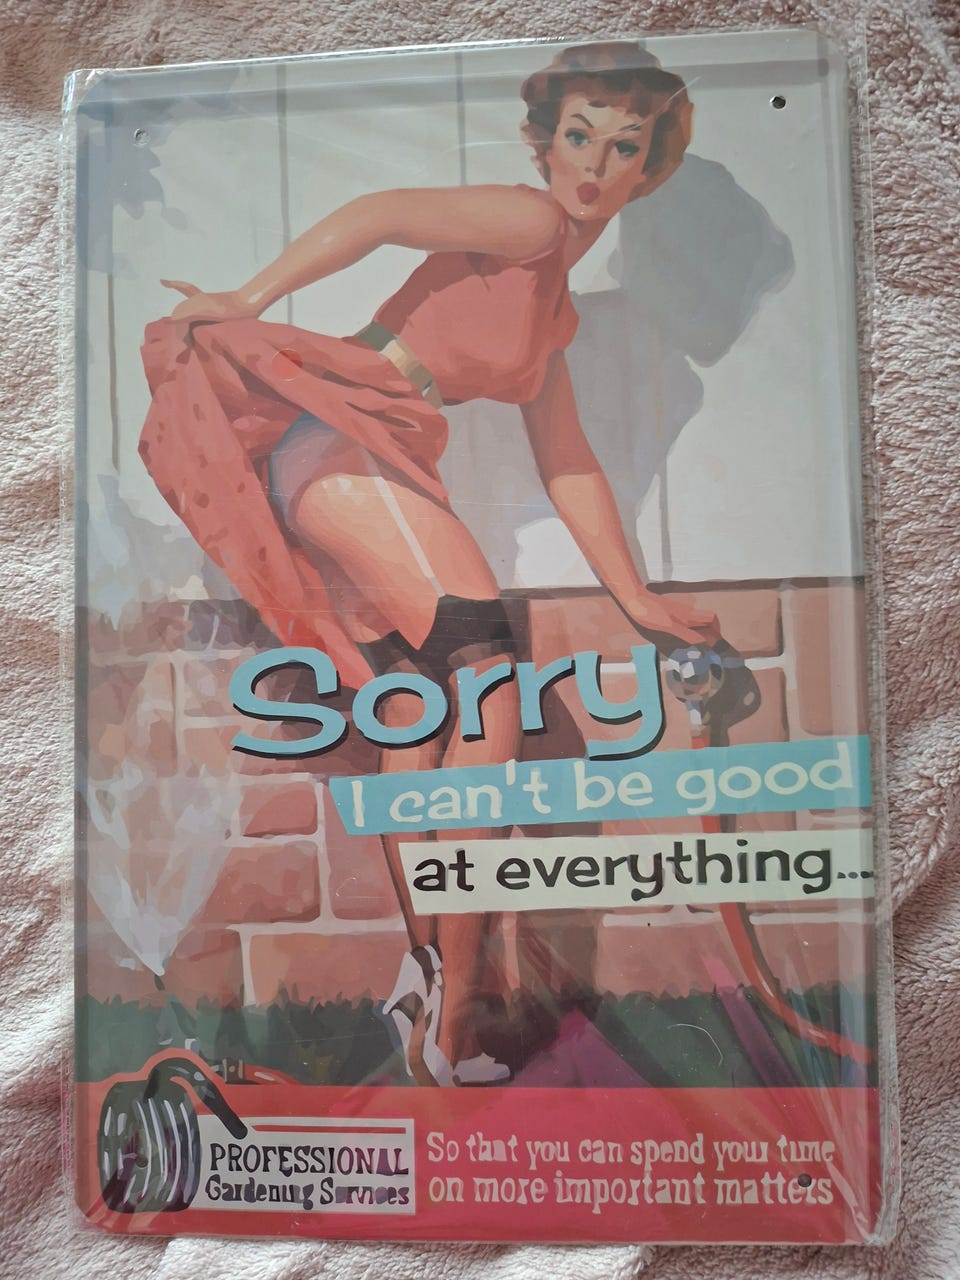 Sorry
I can't be good
at everything...
PROFESSIONAL
Gardening Services
So that you can spend your time
on more important matters